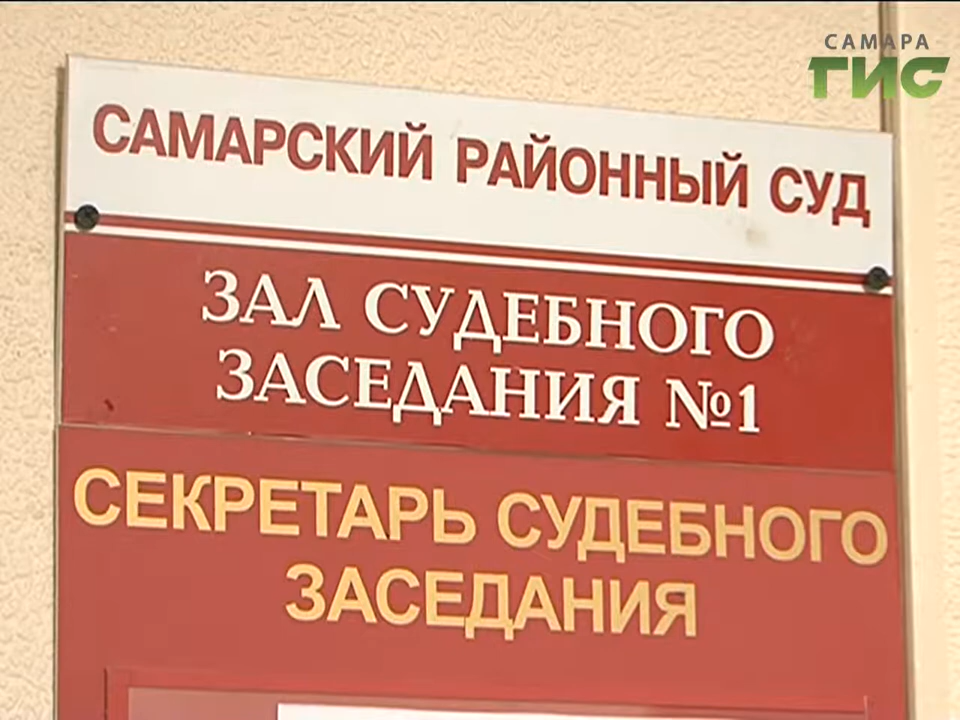 САМАРА
ГИС
САМАРСКИЙ РАЙОННЫЙ СУД
ЗАЛ СУДЕБНОГО
ЗАСЕДАНИЯ №1
СЕКРЕТАРЬ СУДЕБНОГО
ЗАСЕДАНИЯ